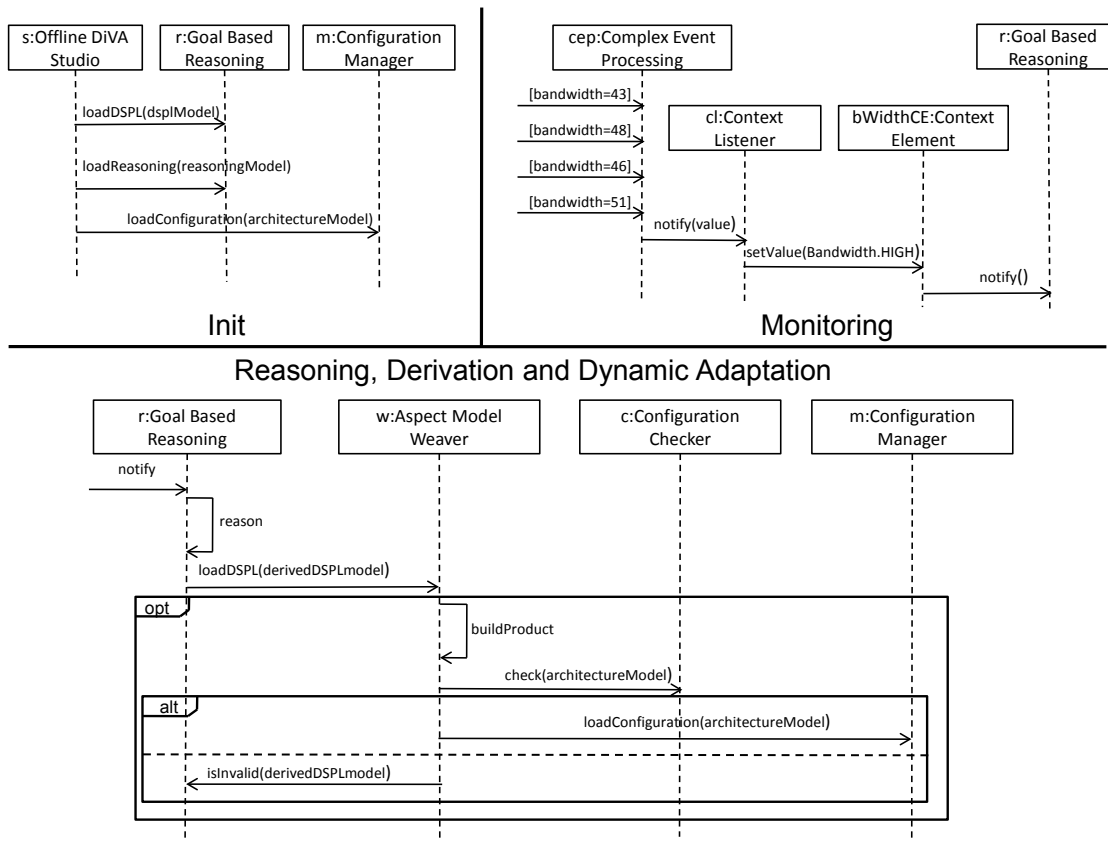 s:Offline DiVA
Studio
r:Goal Based
Reasoning
m:Configuration
Manager
loadDSPL(dsplModel)
loadReasoning(reasoningModel)
loadConfiguration(architectureModel)
Init
cep:Complex Event
Processing
r:Goal Based
Reasoning
[bandwidth=43]
cl:Context
Listener
bWidthCE:Context
Element
[bandwidth=48]
[bandwidth=46]
[bandwidth=51]
notify(value)
setValue(Bandwidth.HIGH)
notify()
Monitoring
Reasoning, Derivation and Dynamic Adaptation
r:Goal Based
Reasoning
w:Aspect Model
Weaver
c:Configuration
Checker
m:Configuration
Manager
notify
reason
loadDSPL(derivedDSPLmodel)
opt
buildProduct
check(architectureModel)
alt
loadConfiguration(architectureModel)
isInvalid(derivedDSPLmodel)